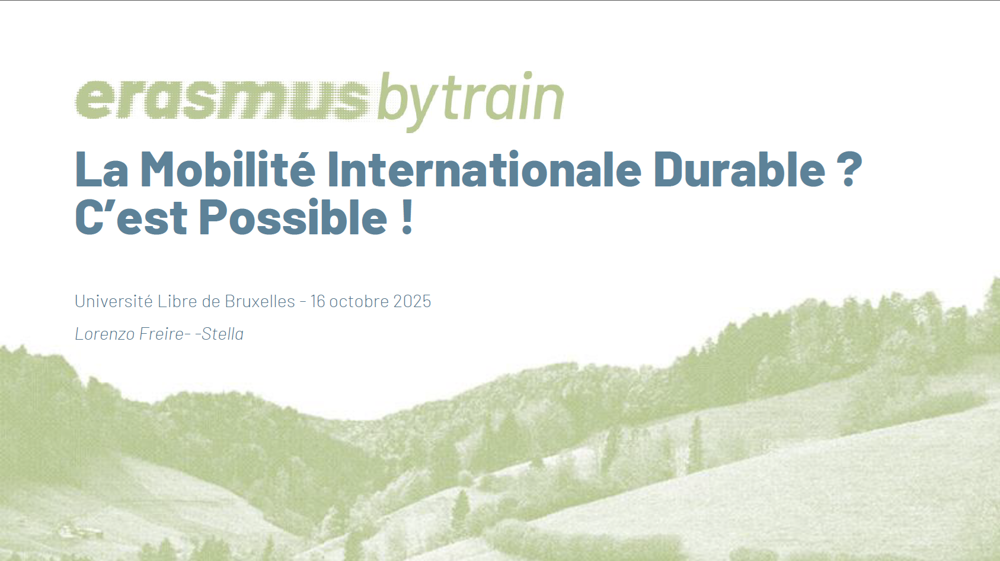 erasmusbytrain
La Mobilité Internationale Durable ?
C’est Possible !
Université Libre de Bruxelles - 16 octobre 2025
Lorenzo Freire- -Stella